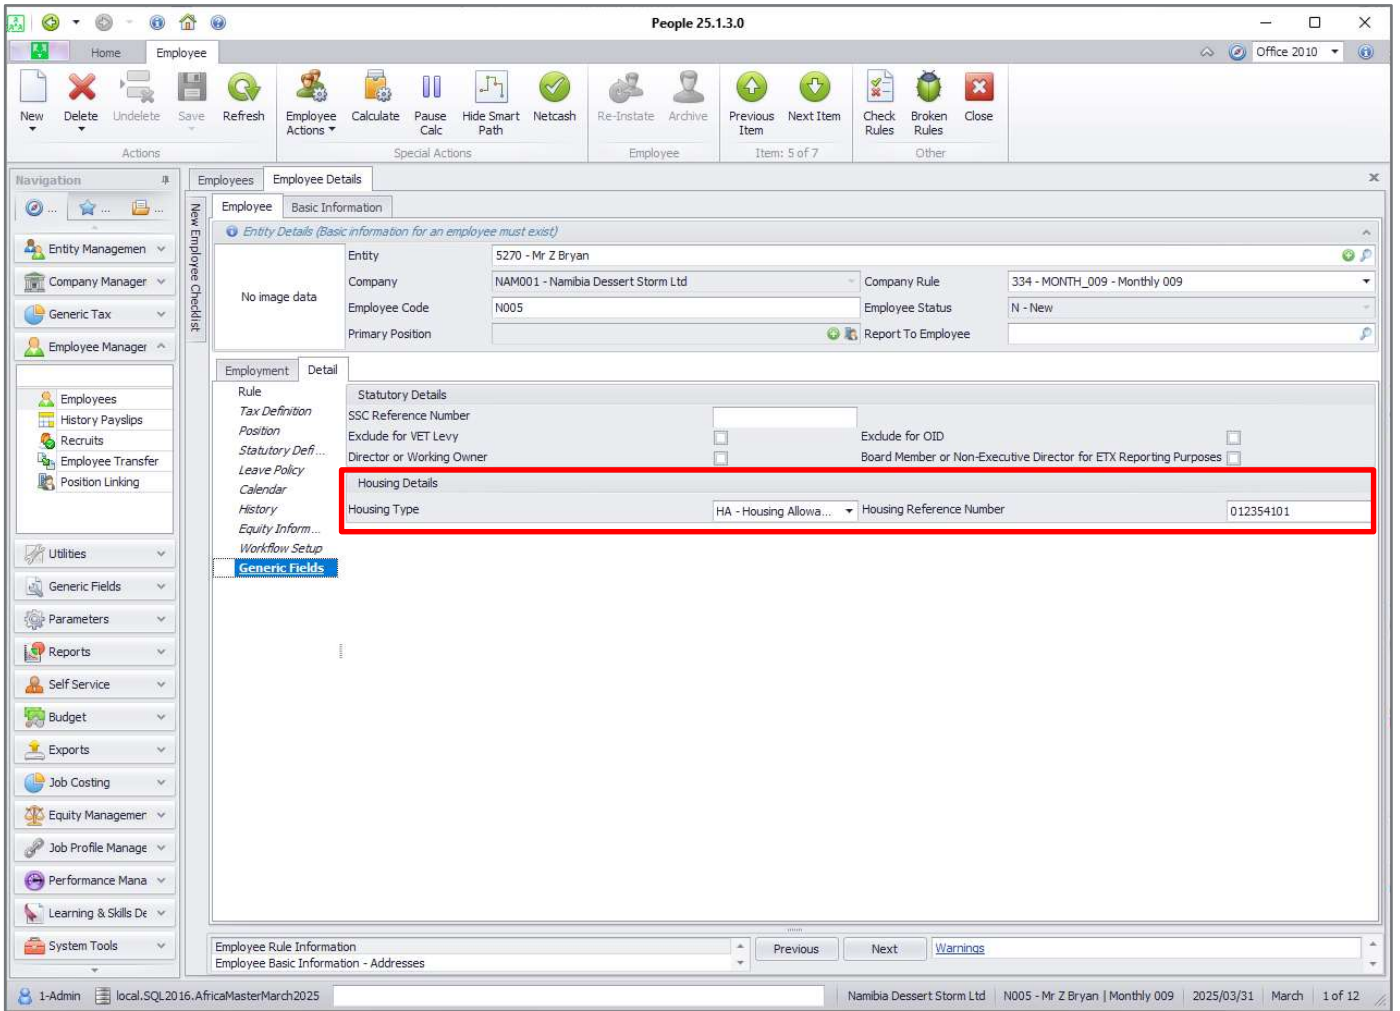 People 25.1.3.0
Home Employee Office 2010
New Delete Undelete Save Refresh Employee Actions Calculate Pause Calc Hide Smart Path Netcash Re-Instate Archive Previous Item Next Item Check Rules Broken Rules Close
Actions Special Actions Employee Item: 5 of 7 Other
Navigation Employees Employee Details
... ... ... Employee Basic Information
New Employee Checklist
Entity Details (Basic information for an employee must exist)
Entity Managemen
Company Manager
Generic Tax
Employee Manager
Employees
History Payslips
Recruits
Employee Transfer
Position Linking
Utilities
Generic Fields
Parameters
Reports
Self Service
Budget
Exports
Job Costing
Equity Managemer
Job Profile Manage
Performance Mana
Learning & Skills De
System Tools
No image data
Entity 5270 - Mr Z Bryan
Company NAM001 - Namibia Dessert Storm Ltd Company Rule 334 - MONTH_009 - Monthly 009
Employee Code N005 Employee Status N - New
Primary Position Report To Employee
Employment Detail
Rule
Tax Definition
Position
Statutory Defi...
Leave Policy
Calendar
History
Equity Inform...
Workflow Setup
Generic Fields
Statutory Details
SSC Reference Number
Exclude for VET Levy Exclude for OID
Director or Working Owner Board Member or Non-Executive Director for ETX Reporting Purposes
Housing Details
Housing Type HA - Housing Allowa... Housing Reference Number 012354101
Employee Rule Information Previous Next Warnings
Employee Basic Information - Addresses
1-Admin local.SQL2016.AfricaMasterMarch2025 Namibia Dessert Storm Ltd N005 - Mr Z Bryan | Monthly 009 2025/03/31 March 1 of 12